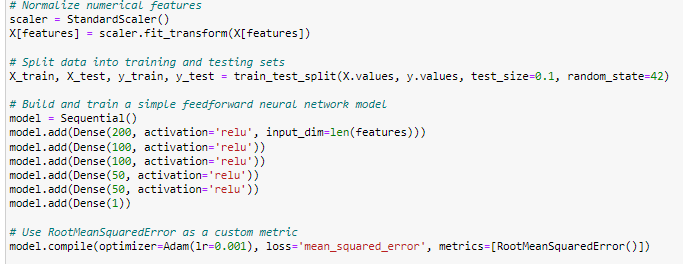 # Normalize numerical features
scaler = StandardScaler()
X[features] = scaler.fit_transform(X[features])
# Split data into training and testing sets
X_train, X_test, y_train, y_test = train_test_split(X.values, y.values, test_size=0.1, random_state=42)
# Build and train a simple feedforward neural network model
model = Sequential()
model.add(Dense(200, activation='relu', input_dim=len(features)))
model.add(Dense(100, activation='relu'))
model.add(Dense(100, activation='relu'))
model.add(Dense(50, activation='relu'))
model.add(Dense(50, activation='relu'))
model.add(Dense(1))
# Use RootMeanSquaredError as a custom metric
model.compile(optimizer=Adam(lr=0.001), loss='mean_squared_error', metrics=[RootMeanSquaredError()])